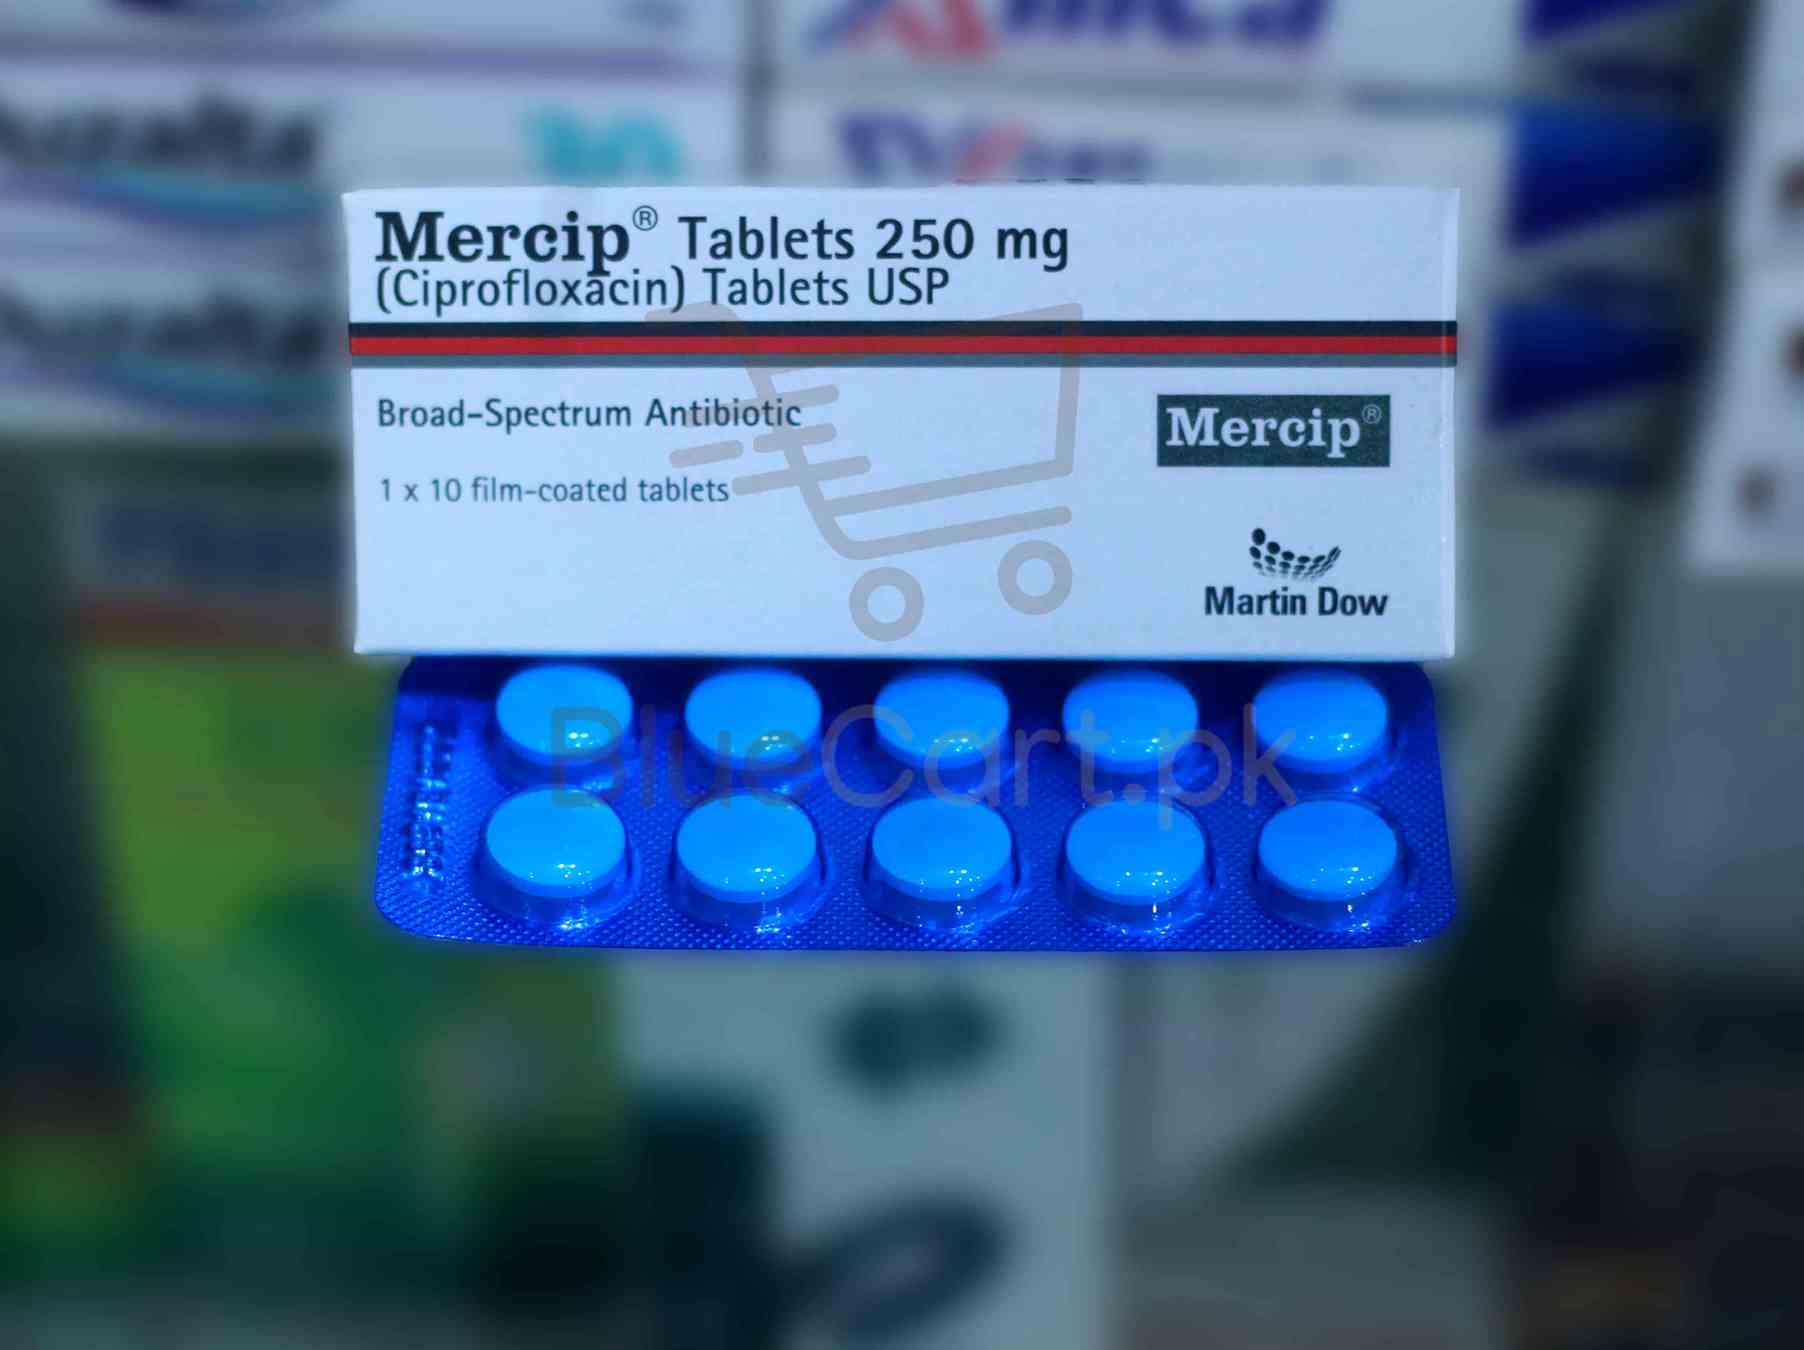 Mercip® Tablets 250 mg
(Ciprofloxacin) Tablets USP
Broad-Spectrum Antibiotic
1 x 10 film-coated tablets
Mercip®
Martin Dow
BlueCart.pk